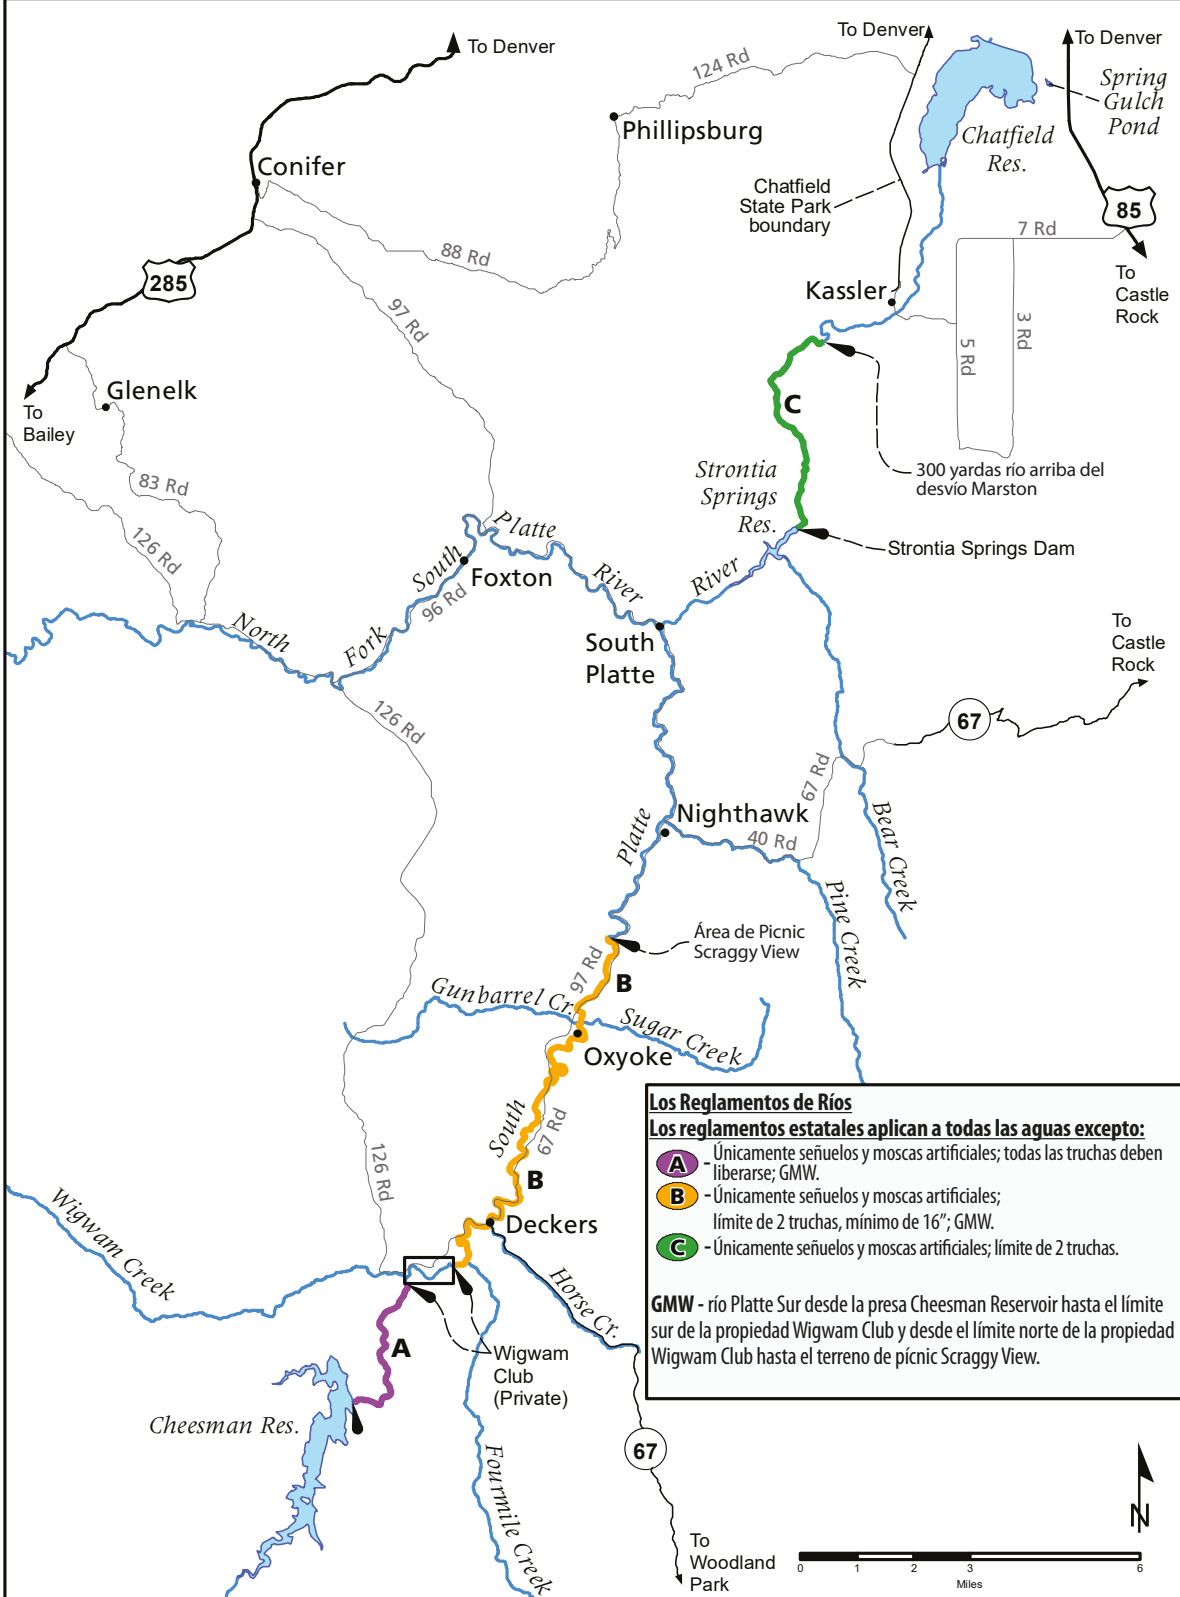 To Denver
To Denver
To Denver
124 Rd
Spring
Gulch
Pond
Phillipsburg
Chatfield
Res.
Conifer
Chatfield
State Park
boundary
85
7 Rd
88 Rd
285
To
Castle
Rock
Kassler
97 Rd
3 Rd
5 Rd
Glenelk
To
Bailey
C
300 yardas río arriba del
desvío Marston
Strontia
Springs
Res.
83 Rd
126 Rd
Platte
Strontia Springs Dam
South
Foxton
River
River
96 Rd
North
Fork
South
Platte
To
Castle
Rock
126 Rd
67
67 Rd
Nighthawk
Platte
40 Rd
Bear Creek
Pine Creek
Área de Picnic
Scraggy View
97 Rd
B
Gunbarrel Cr.
Sugar Creek
Oxyoke
South
67 Rd
126 Rd
B
Deckers
Wigwam Creek
Horse Cr.
A
Wigwam
Club
(Private)
Cheesman Res.
Fourmile Creek
67
To
Woodland
Park
Los Reglamentos de Ríos
Los reglamentos estatales aplican a todas las aguas excepto:
A - Únicamente señuelos y moscas artificiales; todas las truchas deben
liberarse; GMW.
B - Únicamente señuelos y moscas artificiales;
límite de 2 truchas, mínimo de 16”; GMW.
C - Únicamente señuelos y moscas artificiales; límite de 2 truchas.
GMW - río Platte Sur desde la presa Cheesman Reservoir hasta el límite
sur de la propiedad Wigwam Club y desde el límite norte de la propiedad
Wigwam Club hasta el terreno de pícnic Scraggy View.
N
0 1 2 3 6
Miles